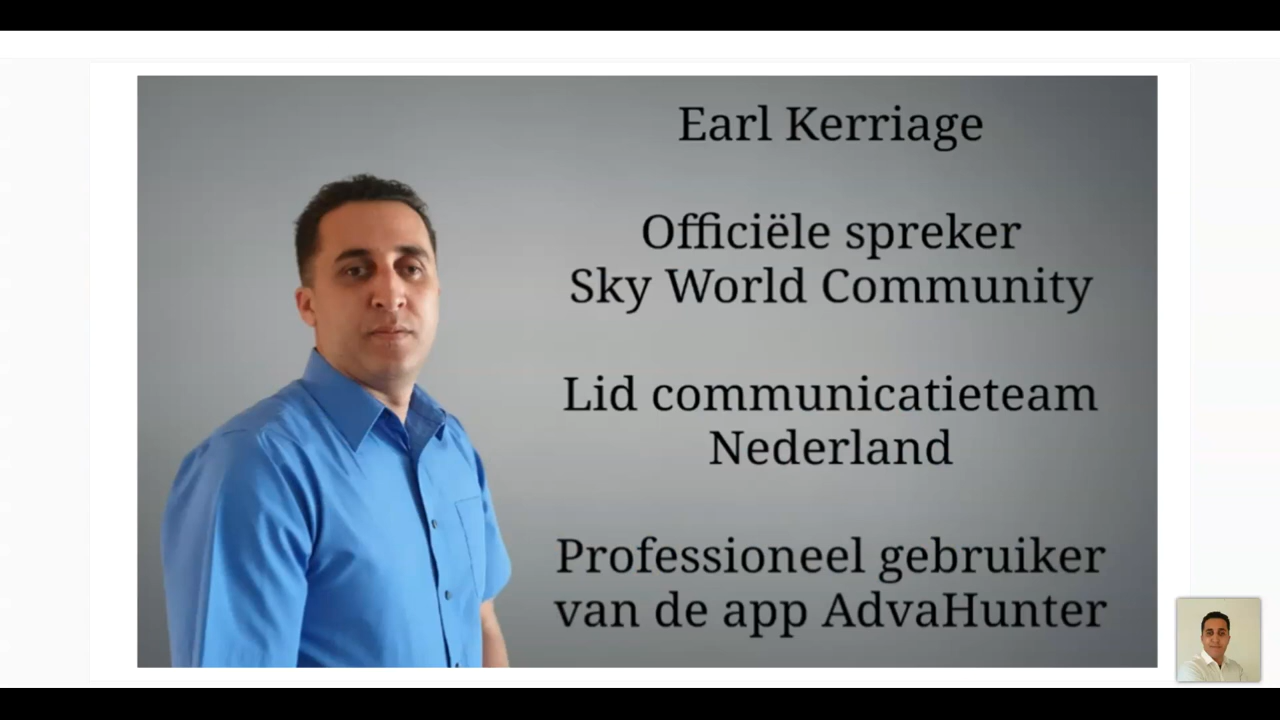 Earl Kerriage
Officiële spreker
Sky World Community
Lid communicatieteam
Nederland
Professioneel gebruiker
van de app AdvaHunter